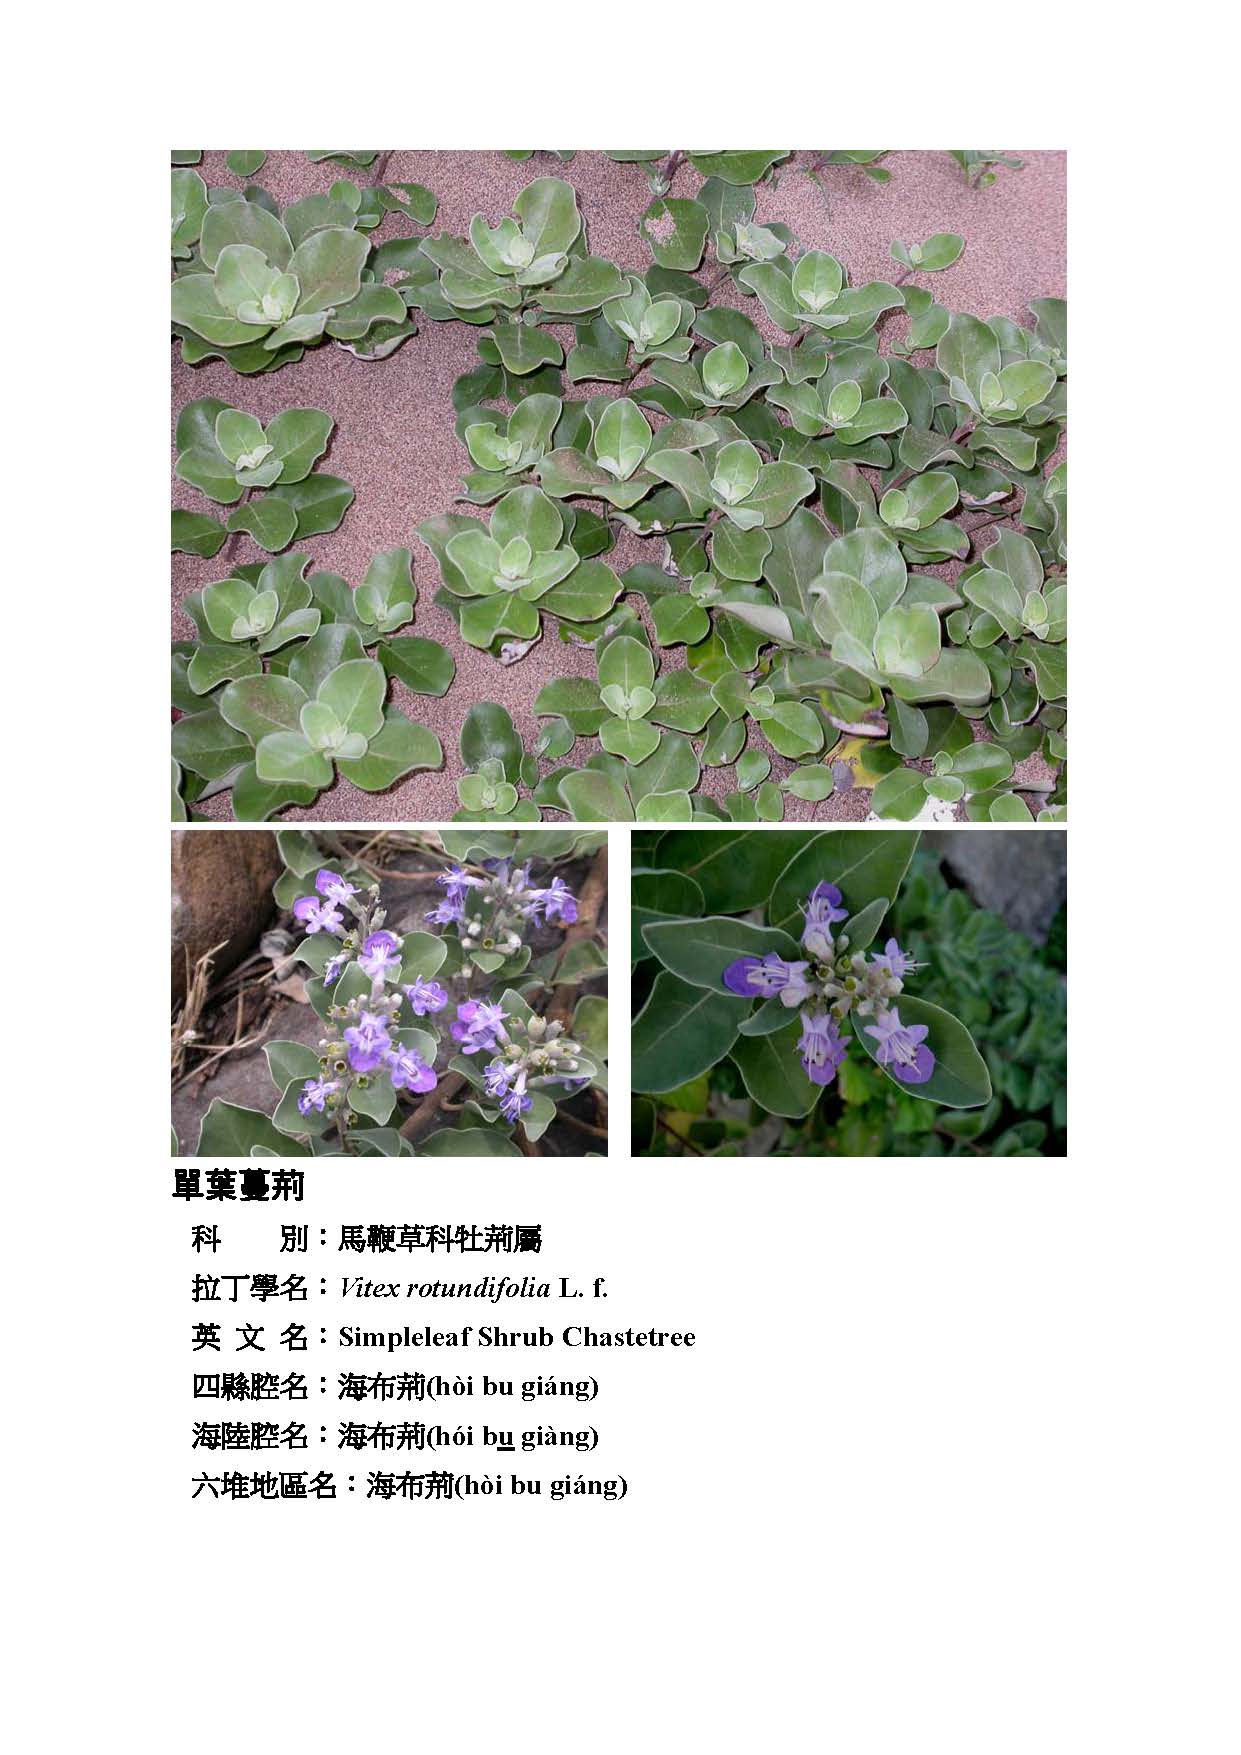 單葉蔓荊
科　　別：馬鞭草科牡荊屬
拉丁學名：Vitex rotundifolia L. f.
英 文 名：Simpleleaf Shrub Chastetree
四縣腔名：海布荊(hòi bu giáng)
海陸腔名：海布荊(hói bu giàng)
六堆地區名：海布荊(hòi bu giáng)